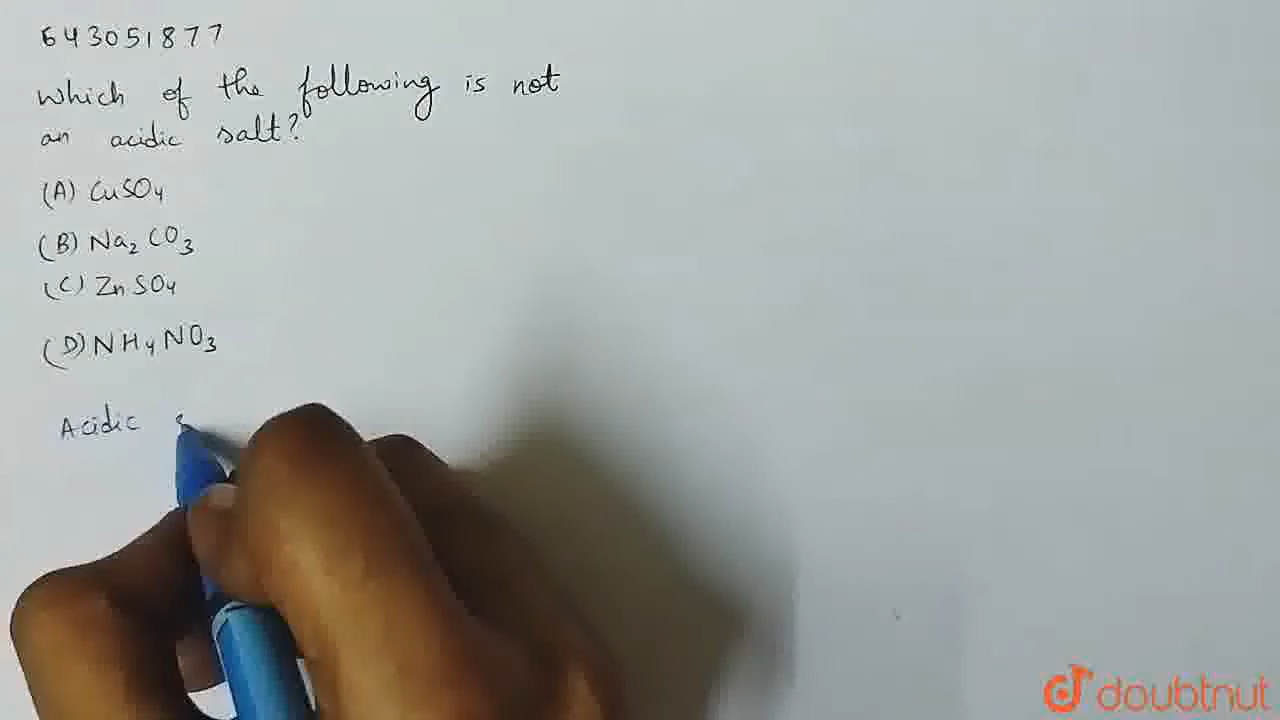 643051877
Which of the following is not
an acidic salt?
(A) CuSO4
(B) Na2CO3
(C) ZnSO4
(D) NH4NO3
Acidic s
doubtnut